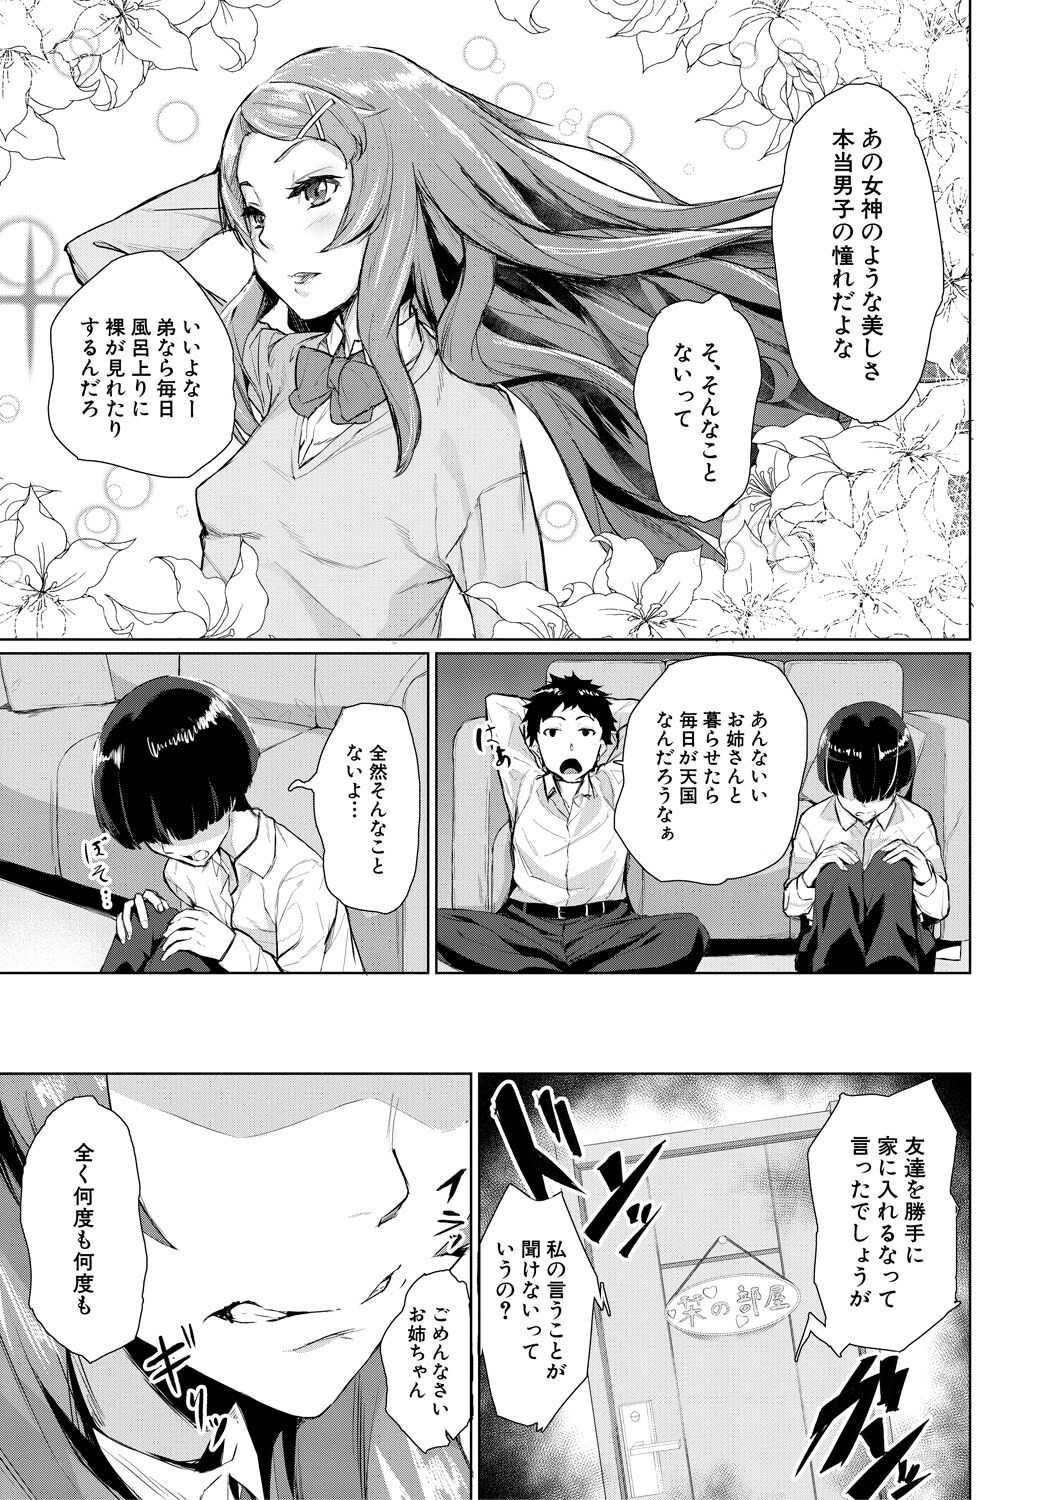 あの女神のような美しさ
本当男子の憧れだよな
そ、そんなこと
ないって
いいよなー
弟なら毎日
風呂上りに
裸が見れたり
するんだろ
あんないい
お姉さんと
暮らせたら
毎日が天国
なんだろうなぁ
はぁぁ
全然そんなこと
ないよ…
ぼそ…
友達を勝手に
家に入れるなって
言ったでしょうが
ドンッ
栞の部屋
私の言うことが
聞けないって
いうの？
イラッ
ごめんなさい
お姉ちゃん
全く何度も何度も
ギリッ